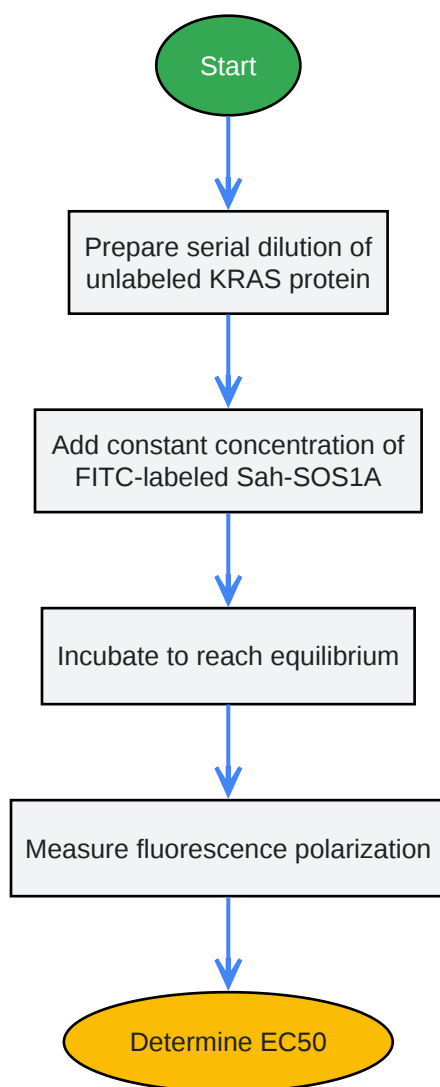 Start
Prepare serial dilution of
unlabeled KRAS protein
Add constant concentration of
FITC-labeled Sah-SOS1A
Incubate to reach equilibrium
Measure fluorescence polarization
Determine EC50